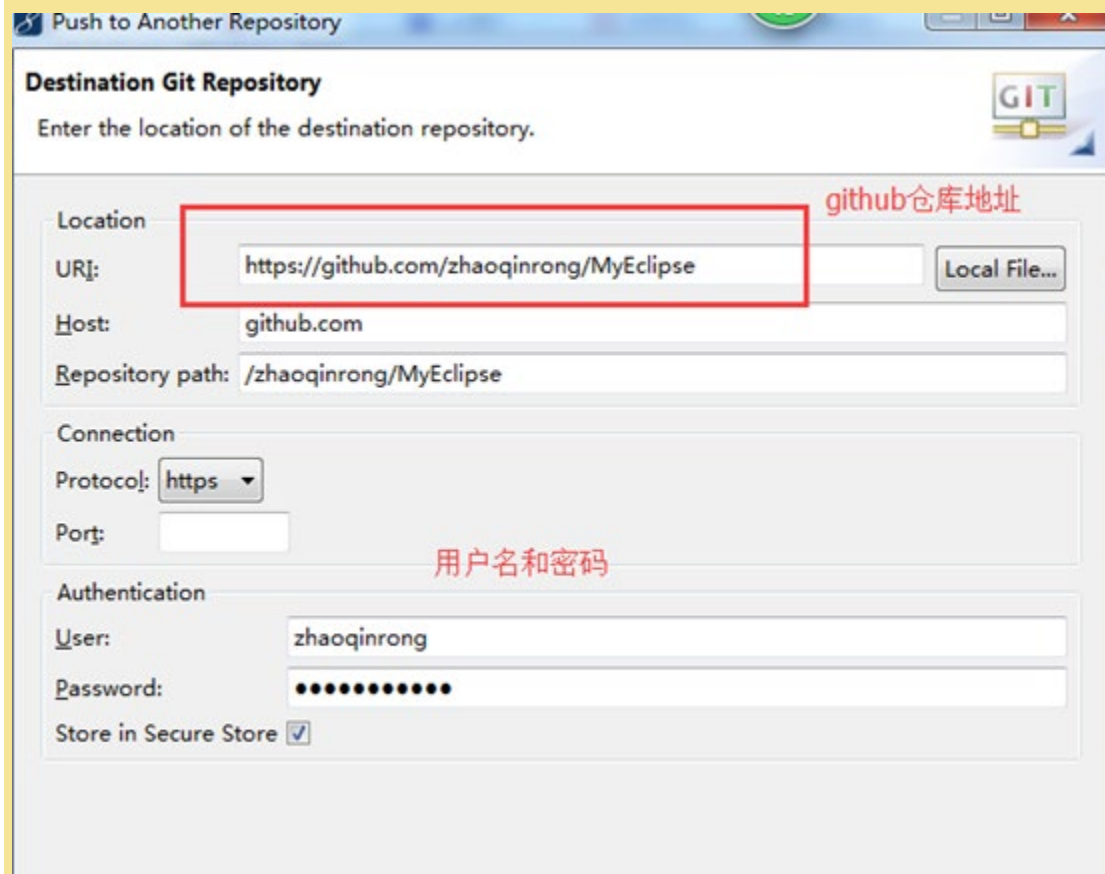 Push to Another Repository
Destination Git Repository
Enter the location of the destination repository.
GIT
github仓库地址
Location
URI: https://github.com/zhaoqinrong/MyEclipse Local File...
Host: github.com
Repository path: /zhaoqinrong/MyEclipse
Connection
Protocol: https
Port:
用户名和密码
Authentication
User: zhaoqinrong
Password: ●●●●●●●●●●●
Store in Secure Store